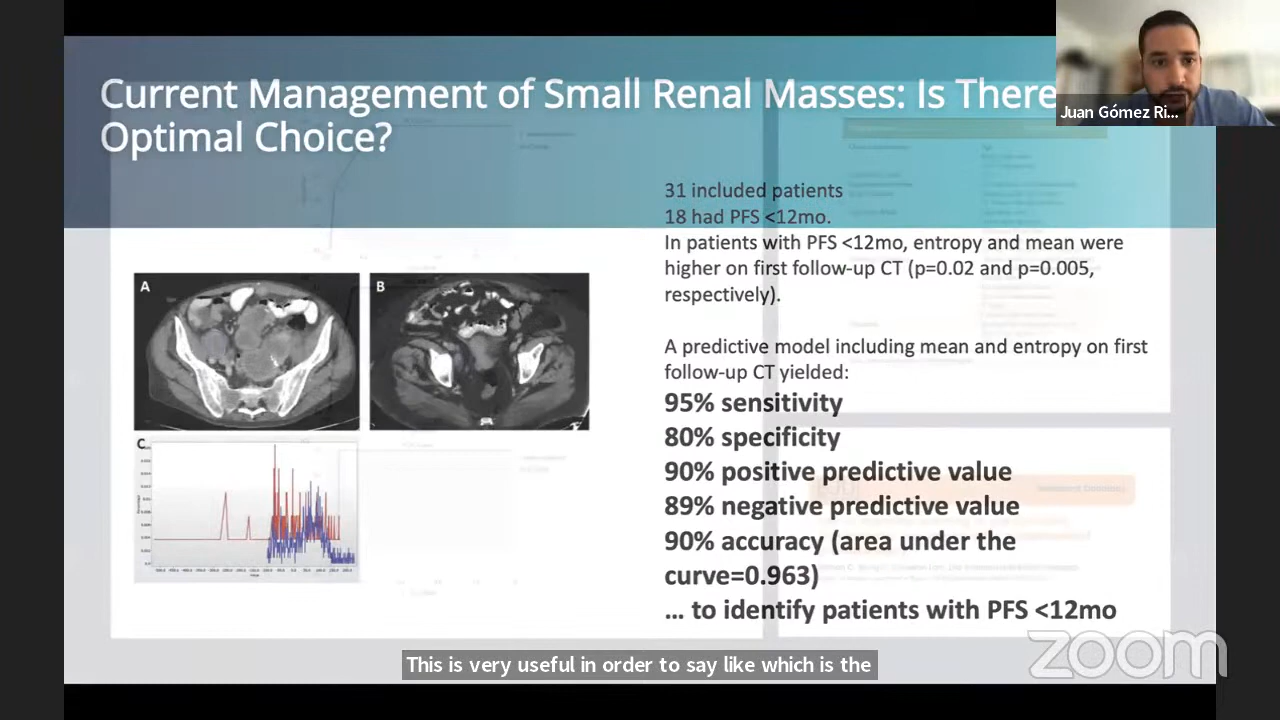 Current Management of Small Renal Masses: Is There
Optimal Choice?
Juan Gómez Ri...
31 included patients
18 had PFS <12mo.
In patients with PFS <12mo, entropy and mean were
higher on first follow-up CT (p=0.02 and p=0.005,
respectively).
A predictive model including mean and entropy on first
follow-up CT yielded:
95% sensitivity
80% specificity
90% positive predictive value
89% negative predictive value
90% accuracy (area under the
curve=0.963)
... to identify patients with PFS <12mo
A
B
C
This is very useful in order to say like which is the
zoom